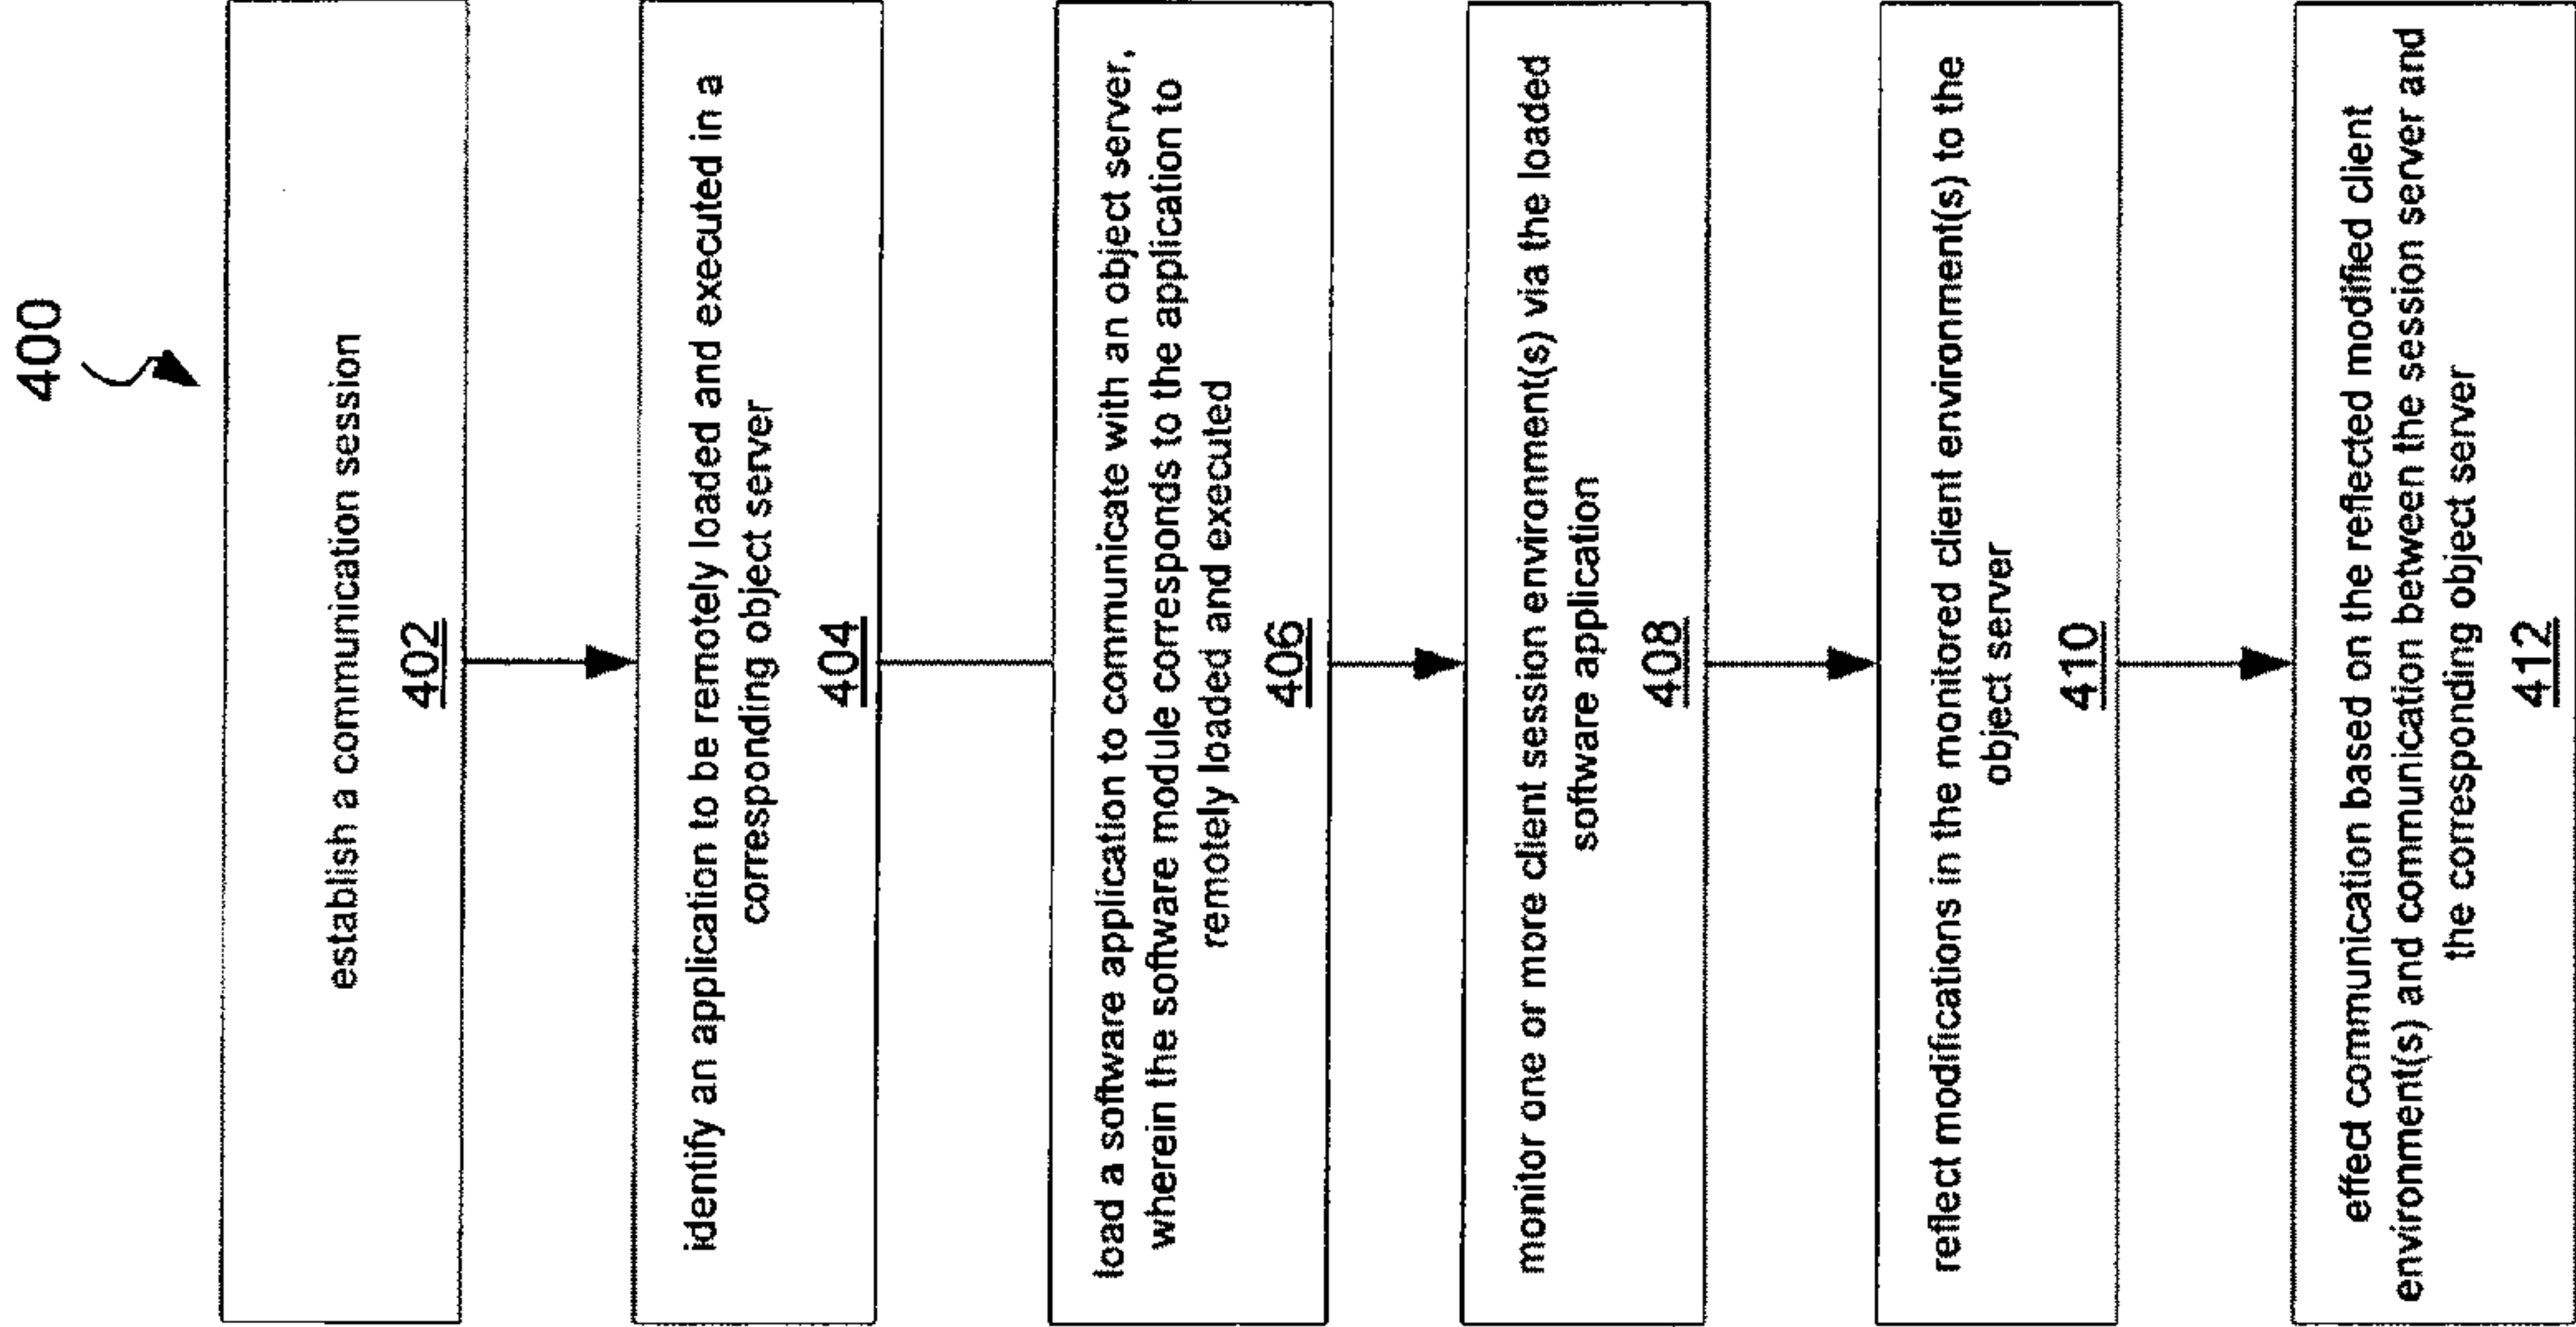 400
establish a communication session
402
identify an application to be remotely loaded and executed in a
corresponding object server
404
load a software application to communicate with an object server,
wherein the software module corresponds to the application to
remotely loaded and executed
406
monitor one or more client session environment(s) via the loaded
software application
408
reflect modifications in the monitored client environment(s) to the
object server
410
effect communication based on the reflected modified client
environment(s) and communication between the session server and
the corresponding object server
412